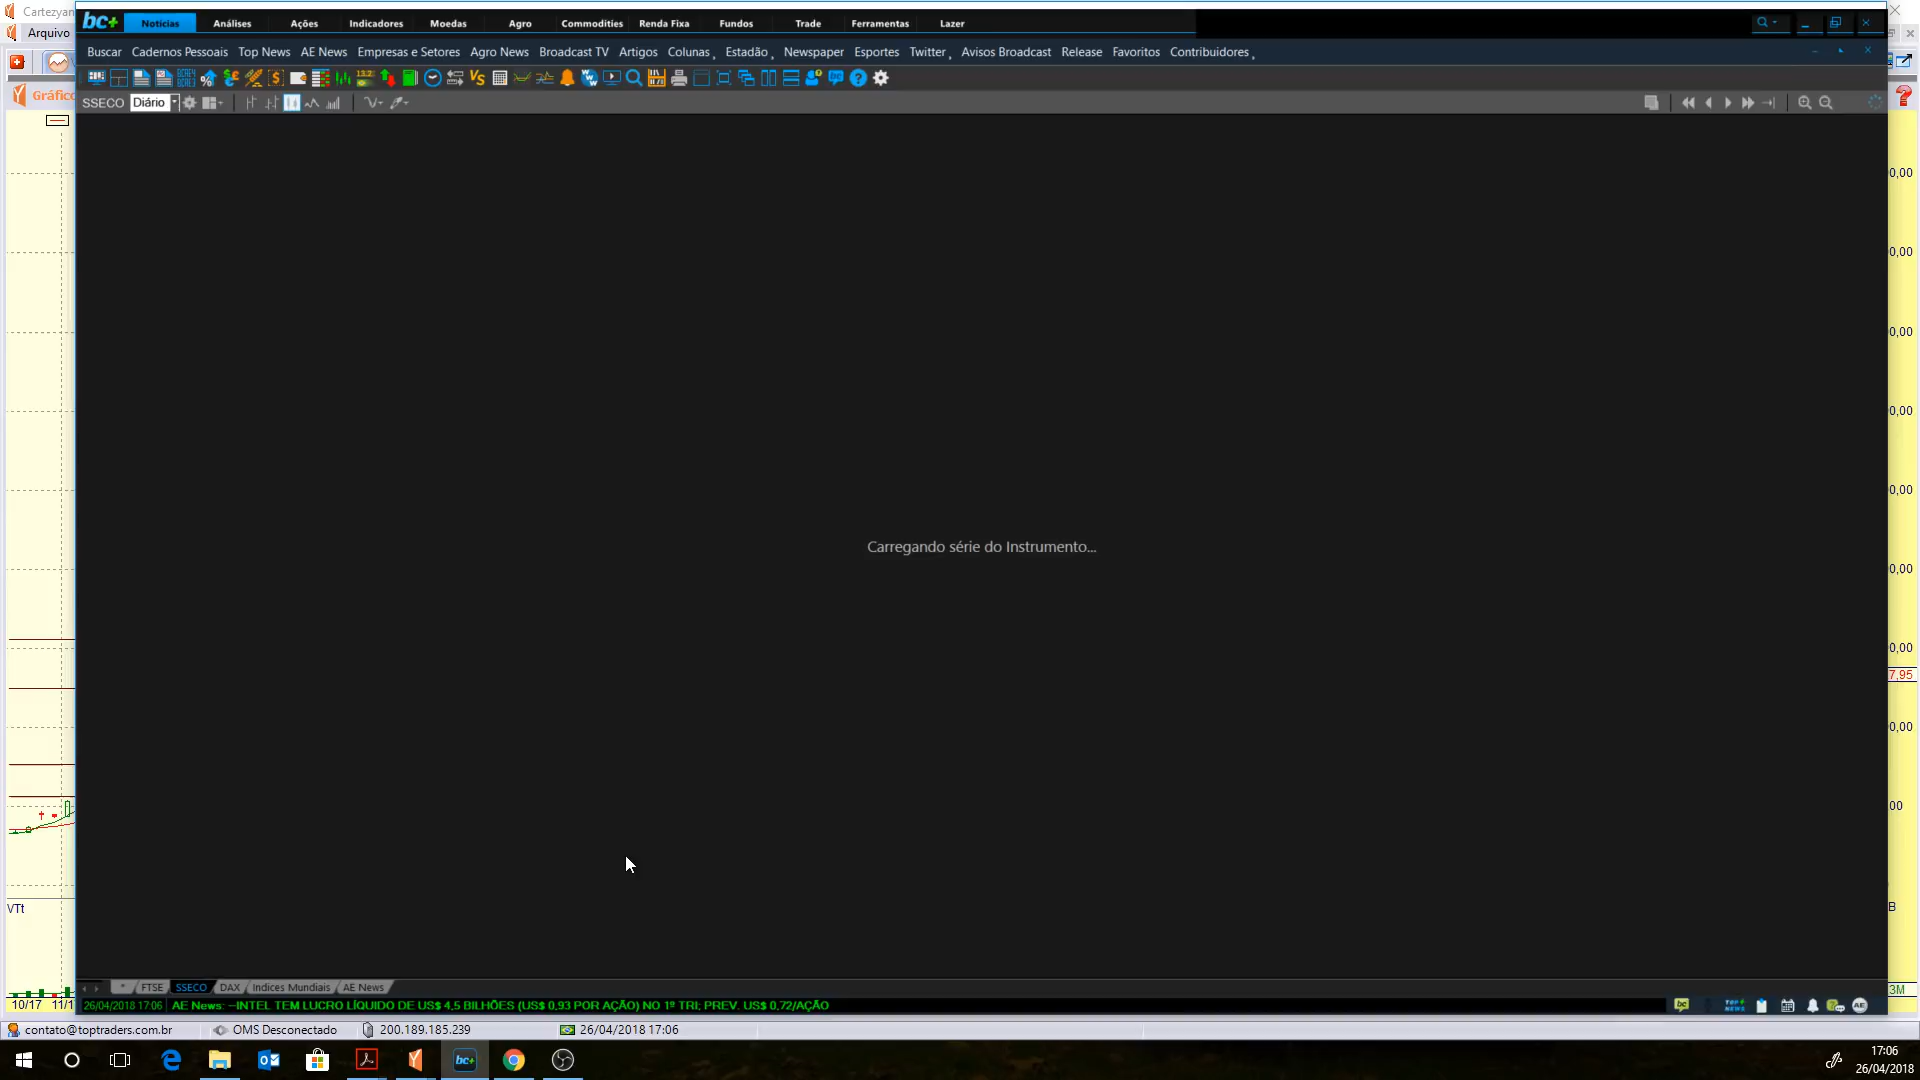 Cartezyan
Arquivo
Gráfico
bc+ Notícias Análises Ações Indicadores Moedas Agro Commodities Renda Fixa Fundos Trade Ferramentas Lazer
Buscar Cadernos Pessoais Top News AE News Empresas e Setores Agro News Broadcast TV Artigos Colunas Estadão Newspaper Esportes Twitter Avisos Broadcast Release Favoritos Contribuidores
SSECO Diário
Carregando série do Instrumento...
0,00
0,00
0,00
0,00
0,00
0,00
0,00
7,95
0,00
00
VTt
B
3M
10/17 11/1
* FTSE SSECO DAX Indices Mundiais AE News
26/04/2018 17:06 AE News: --INTEL TEM LUCRO LÍQUIDO DE US$ 4,5 BILHÕES (US$ 0,93 POR AÇÃO) NO 1º TRI; PREV. US$ 0,72/AÇÃO
contato@toptraders.com.br OMS Desconectado 200.189.185.239 26/04/2018 17:06
bc+
17:06
26/04/2018